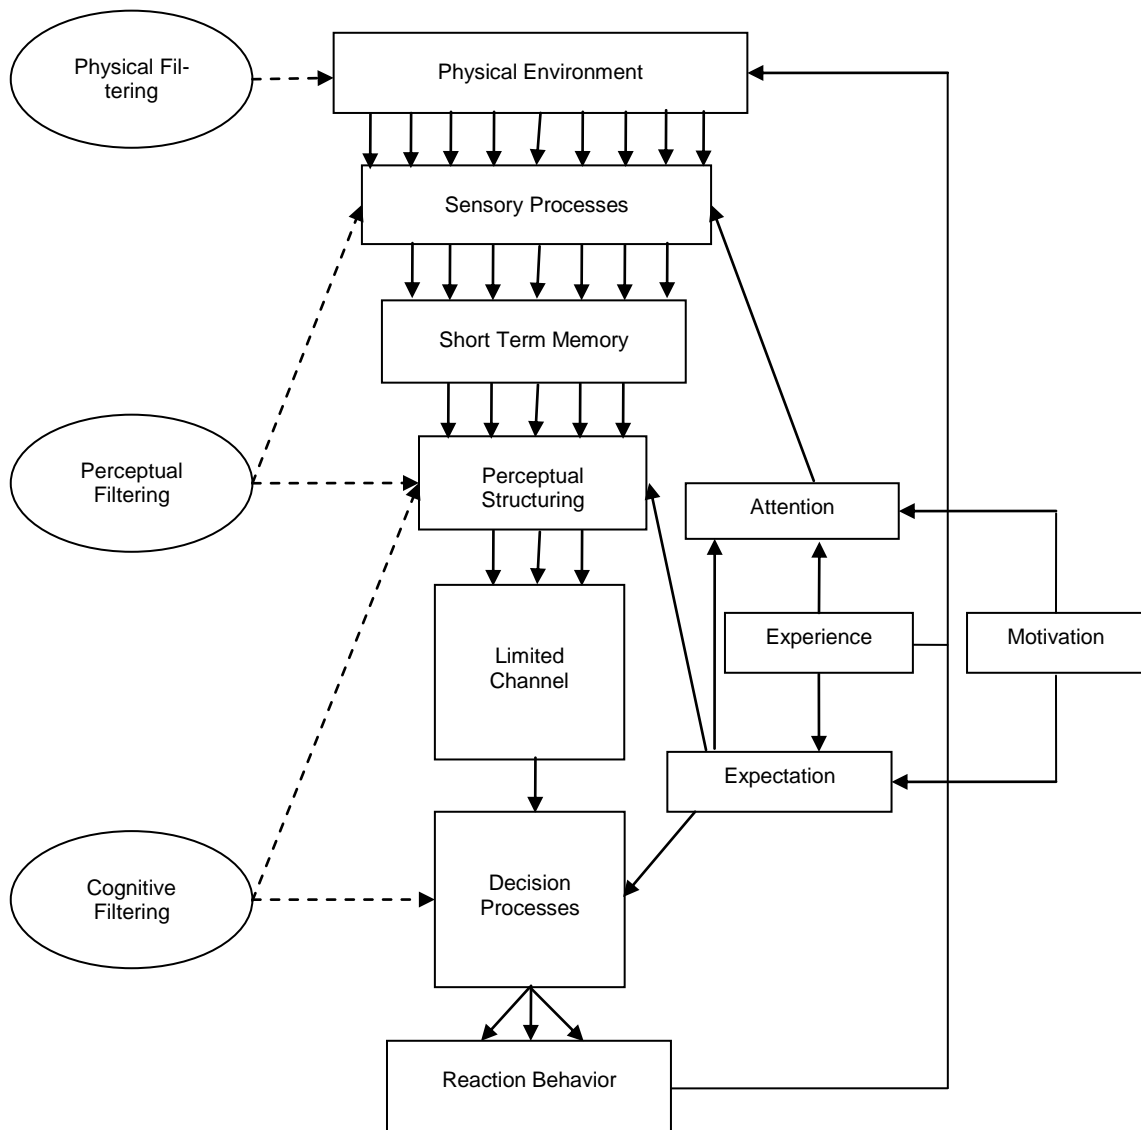 Physical Fil-
tering
Physical Environment
Sensory Processes
Short Term Memory
Perceptual
Filtering
Perceptual
Structuring
Attention
Experience
Motivation
Limited
Channel
Expectation
Cognitive
Filtering
Decision
Processes
Reaction Behavior